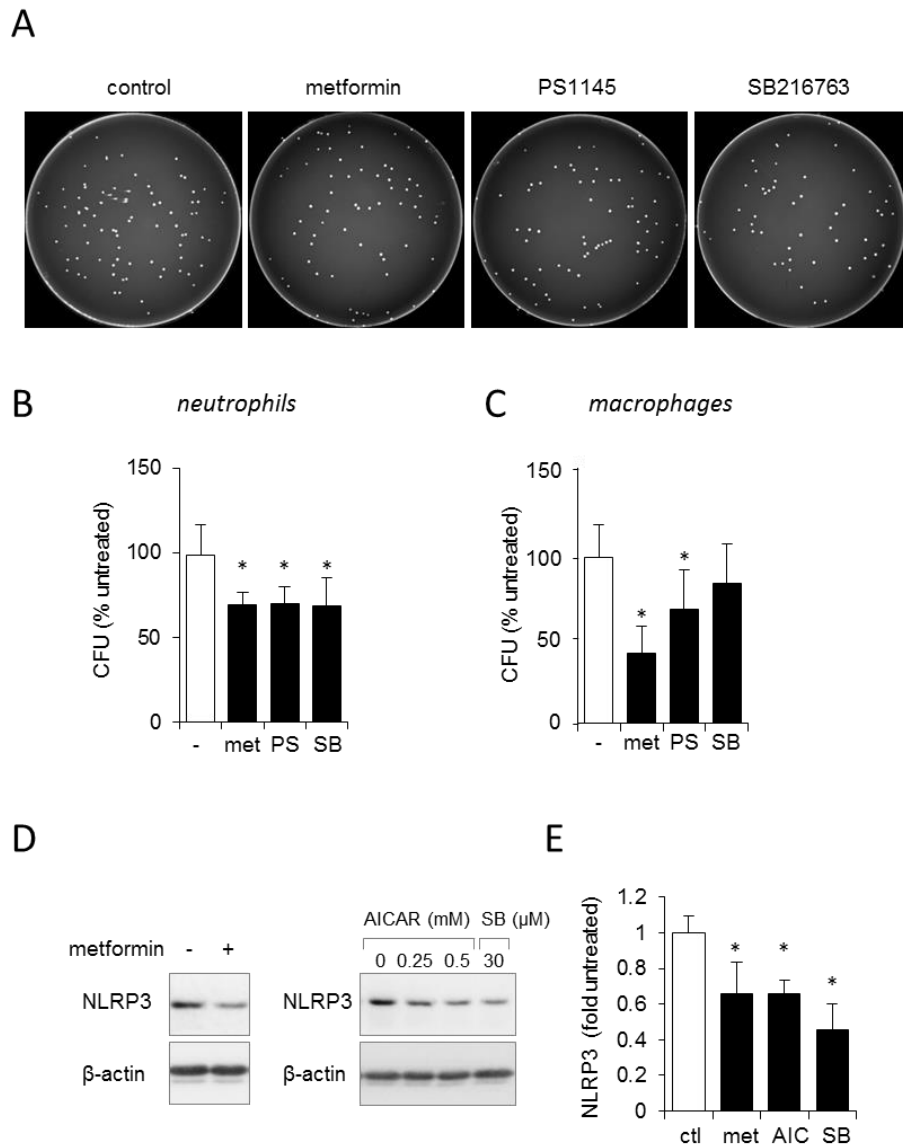 A
control metformin PS1145 SB216763
B neutrophils
CFU (% untreated)
150
100
50
0
- met PS SB
* * *
C macrophages
CFU (% untreated)
150
100
50
0
- met PS SB
* *
D
metformin - +
NLRP3
β-actin
AICAR (mM) SB (μM)
0 0.25 0.5 30
NLRP3
β-actin
E
NLRP3 (fold untreated)
1.2
1
0.8
0.6
0.4
0.2
0
* * *
ctl met AIC SB